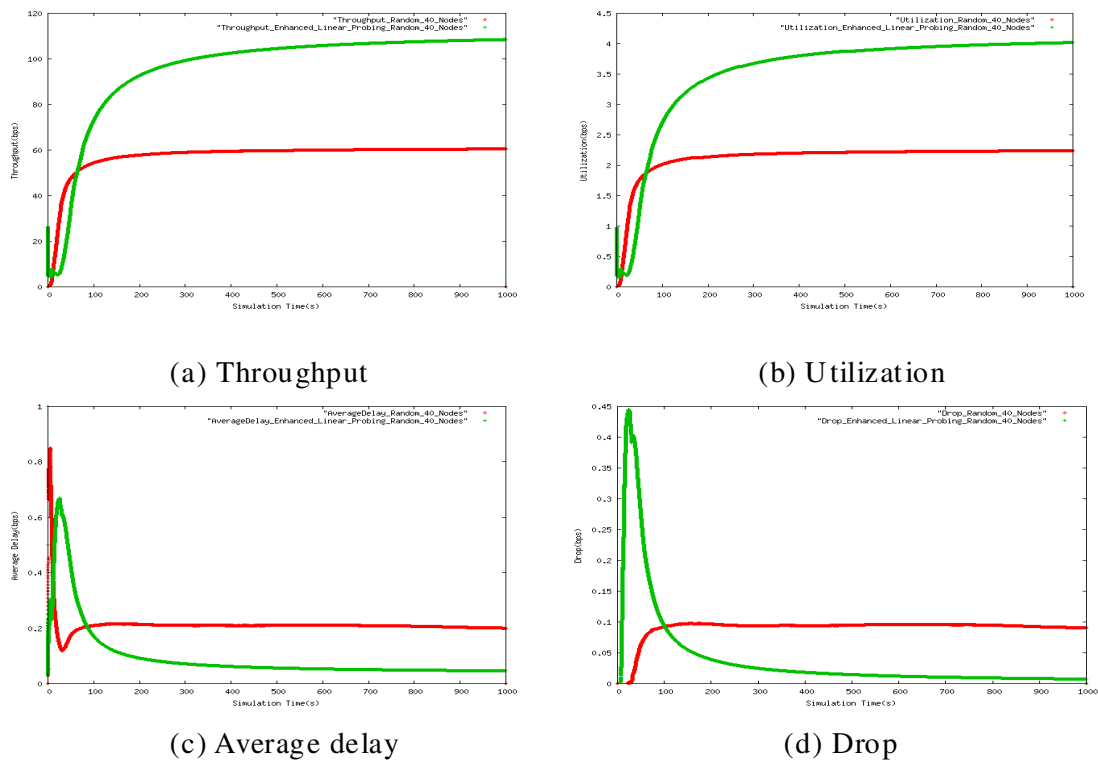 "Throughput_Random_40_Nodes"
"Throughput_Enhanced_Linear_Probing_Random_40_Nodes"
120
100
80
60
40
20
0
Throughput(bps)
0 100 200 300 400 500 600 700 800 900 1000
Simulation Time(s)
(a) Throughput
"Utilization_Random_40_Nodes"
"Utilization_Enhanced_Linear_Probing_Random_40_Nodes"
4.5
4
3.5
3
2.5
2
1.5
1
0.5
0
Utilization(bps)
0 100 200 300 400 500 600 700 800 900 1000
Simulation Time(s)
(b) Utilization
"AverageDelay_Random_40_Nodes"
"AverageDelay_Enhanced_Linear_Probing_Random_40_Nodes"
1
0.8
0.6
0.4
0.2
0
Average Delay(bps)
0 100 200 300 400 500 600 700 800 900 1000
Simulation Time(s)
(c) Average delay
"Drop_Random_40_Nodes"
"Drop_Enhanced_Linear_Probing_Random_40_Nodes"
0.45
0.4
0.35
0.3
0.25
0.2
0.15
0.1
0.05
0
Drop(bps)
0 100 200 300 400 500 600 700 800 900 1000
Simulation Time(s)
(d) Drop